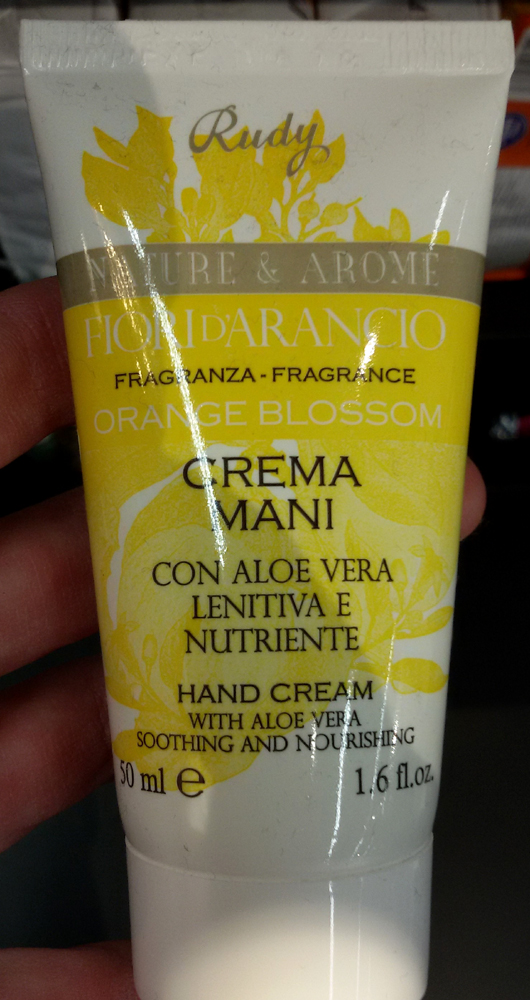 Rudy
NATURE & AROME
FIORI D'ARANCIO
FRAGRANZA - FRAGRANCE
ORANGE BLOSSOM
CREMA
MANI
CON ALOE VERA
LENITIVA E
NUTRIENTE
HAND CREAM
WITH ALOE VERA
SOOTHING AND NOURISHING
50 ml e 1.6 fl.oz.